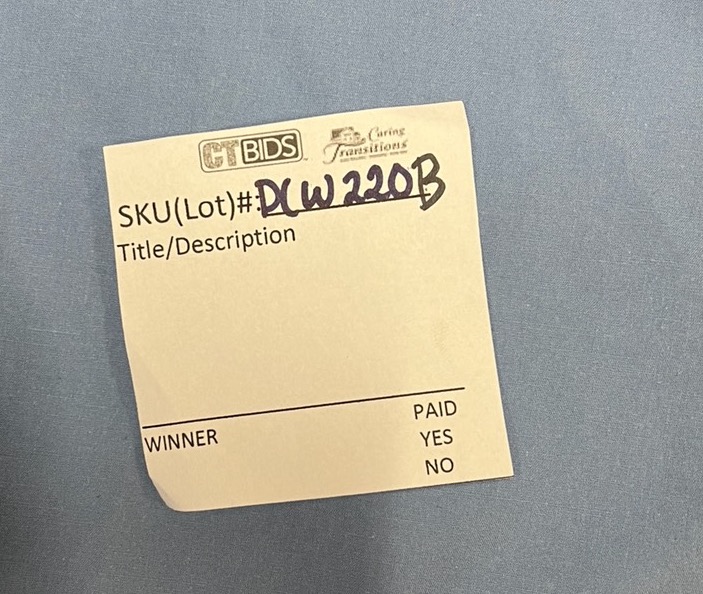 CTBIDS
Caring
Transitions
SKU(Lot)#:DCW220B
Title/Description
PAID
WINNER YES
NO